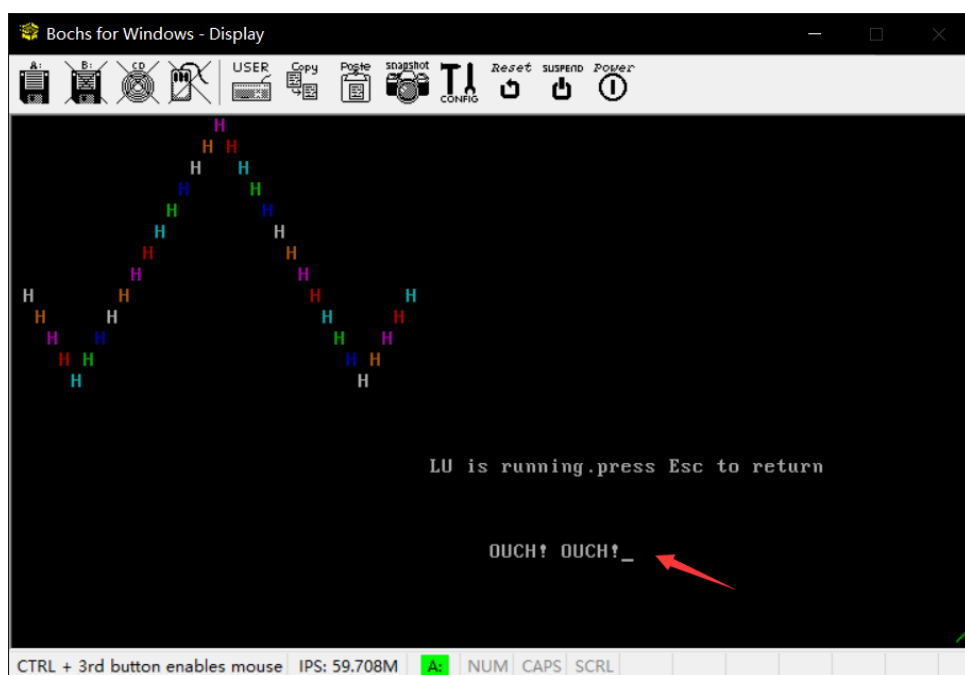 Bochs for Windows - Display
A: B: CD USER Copy Paste snapshot CONFIG Reset SUSPEND Power
H
H H
H H
H H
H H
H H
H H
H H
H H H H
H H H H
H H H H
H H H H
H H
LU is running.press Esc to return
OUCH! OUCH!_
CTRL + 3rd button enables mouse IPS: 59.708M A: NUM CAPS SCRL